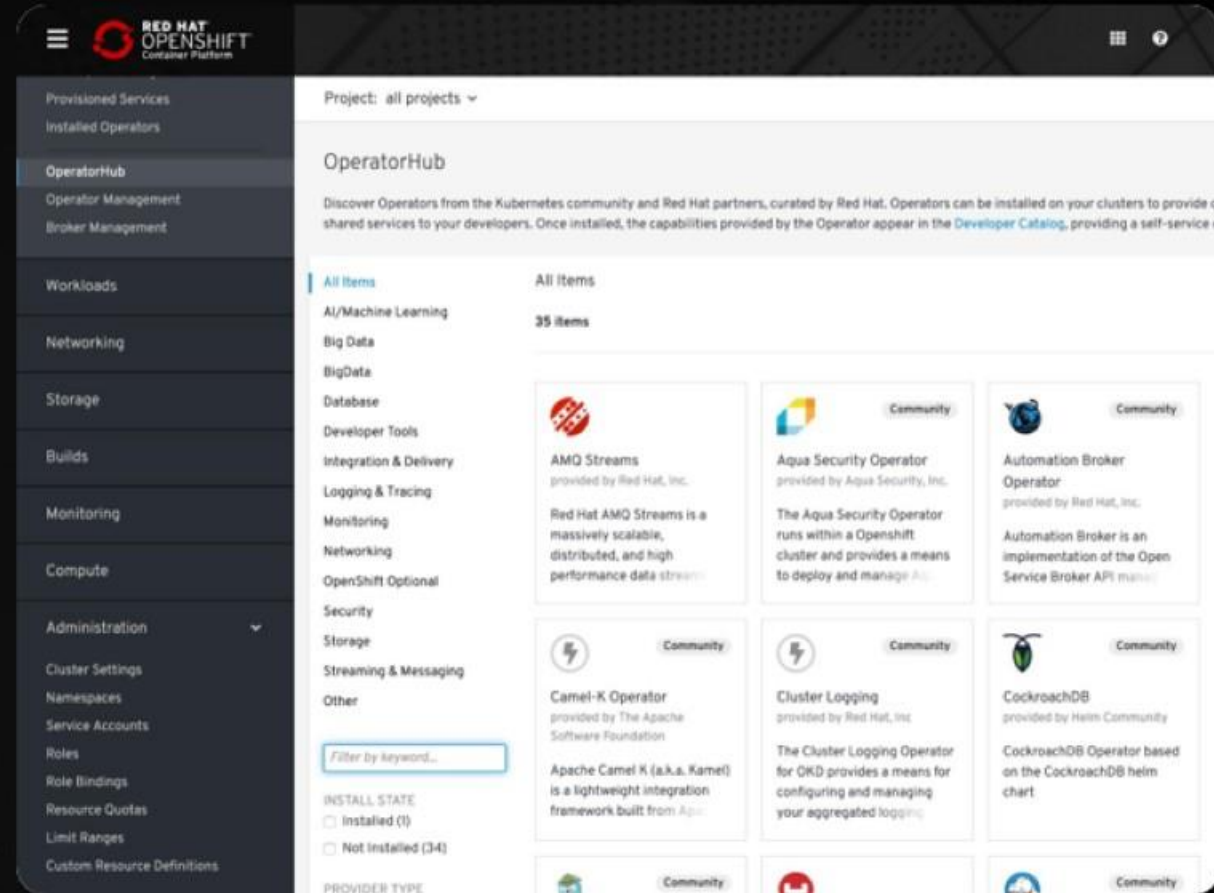 RED HAT
OPENSHIFT
Container Platform
Provisioned Services
Installed Operators
OperatorHub
Operator Management
Broker Management
Workloads
Networking
Storage
Builds
Monitoring
Compute
Administration
Cluster Settings
Namespaces
Service Accounts
Roles
Role Bindings
Resource Quotas
Limit Ranges
Custom Resource Definitions
Project: all projects
OperatorHub
Discover Operators from the Kubernetes community and Red Hat partners, curated by Red Hat. Operators can be installed on your clusters to provide
shared services to your developers. Once installed, the capabilities provided by the Operator appear in the Developer Catalog, providing a self-service
All Items
AI/Machine Learning
Big Data
BigData
Database
Developer Tools
Integration & Delivery
Logging & Tracing
Monitoring
Networking
OpenShift Optional
Security
Storage
Streaming & Messaging
Other
Filter by keyword...
INSTALL STATE
Installed (1)
Not Installed (34)
PROVIDER TYPE
All Items
35 items
AMQ Streams
provided by Red Hat, Inc.
Red Hat AMQ Streams is a
massively scalable,
distributed, and high
performance data stream
Community
Aqua Security Operator
provided by Aqua Security, Inc.
The Aqua Security Operator
runs within a Openshift
cluster and provides a means
to deploy and manage
Community
Automation Broker
Operator
provided by Red Hat, Inc.
Automation Broker is an
implementation of the Open
Service Broker API
Community
Camel-K Operator
provided by The Apache
Software Foundation
Apache Camel K (a.k.a. Kamel)
is a lightweight integration
framework built from
Community
Cluster Logging
provided by Red Hat, Inc
The Cluster Logging Operator
for OKD provides a means for
configuring and managing
your aggregated logging
Community
CockroachDB
provided by Helm Community
CockroachDB Operator based
on the CockroachDB helm
chart
Community
Community